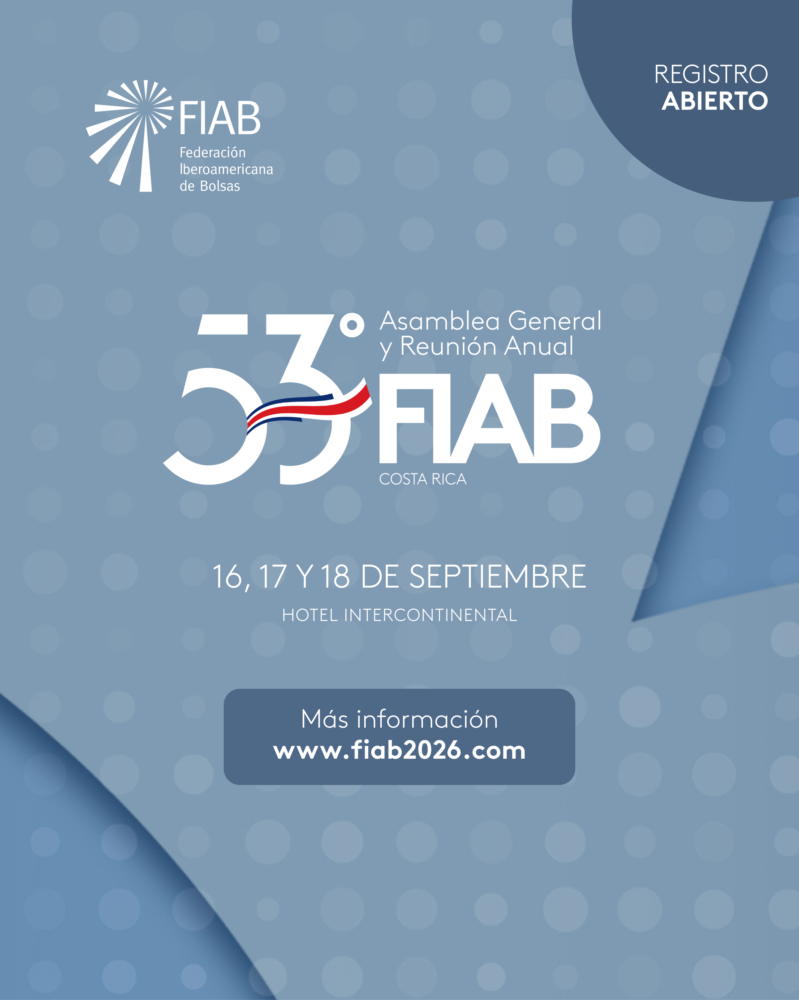 REGISTRO
ABIERTO
FIAB
Federación
Iberoamericana
de Bolsas
53°
Asamblea General
y Reunión Anual
FIAB
COSTA RICA
16, 17 Y 18 DE SEPTIEMBRE
HOTEL INTERCONTINENTAL
Más información
www.fiab2026.com